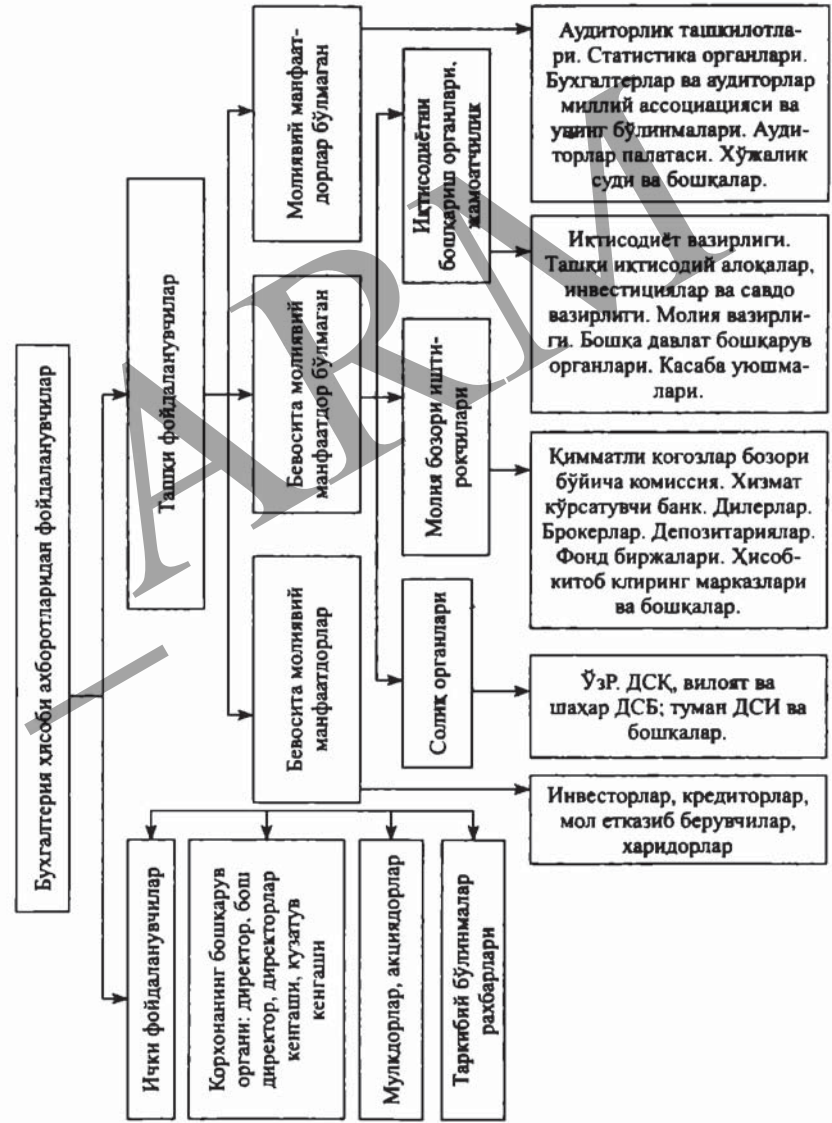 Бухгалтерия ҳисоби ахборотларидан фойдаланувчилар
Ички фойдаланувчилар
Ташқи фойдаланувчилар
Корхонанинг бошқарув
органи: директор, бош
директор, директорлар
кенгаши, кузатув
кенгаши
Мулкдорлар, акциядорлар
Таркибий бўлинмалар
раҳбарлари
Бевосита молиявий
манфаатдорлар
Бевосита молиявий
манфаатдор бўлмаган
Молиявий манфаат-
дорлар бўлмаган
Солиқ органлари
Молия бозори ишти-
рокчилари
Иқтисодиётни
бошқариш органлари,
жамоатчилик
Аудиторлик ташкилотла-
ри. Статистика органлари.
Бухгалтерлар ва аудиторлар
миллий ассоциацияси ва
унинг бўлинмалари. Ауди-
торлар палатаси. Хўжалик
суди ва бошқалар.
Иқтисодиёт вазирлиги.
Ташқи иқтисодий алоқалар,
инвестициялар ва савдо
вазирлиги. Молия вазирли-
ги. Бошқа давлат бошқарув
органлари. Касаба уюшма-
лари.
Қимматли қоғозлар бозори
бўйича комиссия. Хизмат
кўрсатувчи банк. Дилерлар.
Брокерлар. Депозитариялар.
Фонд биржалари. Ҳисоб-
китоб клиринг марказлари
ва бошқалар.
ЎзР. ДСҚ, вилоят ва
шаҳар ДСБ; туман ДСИ ва
бошқалар.
Инвесторлар, кредиторлар,
мол етказиб берувчилар,
харидорлар
ARM